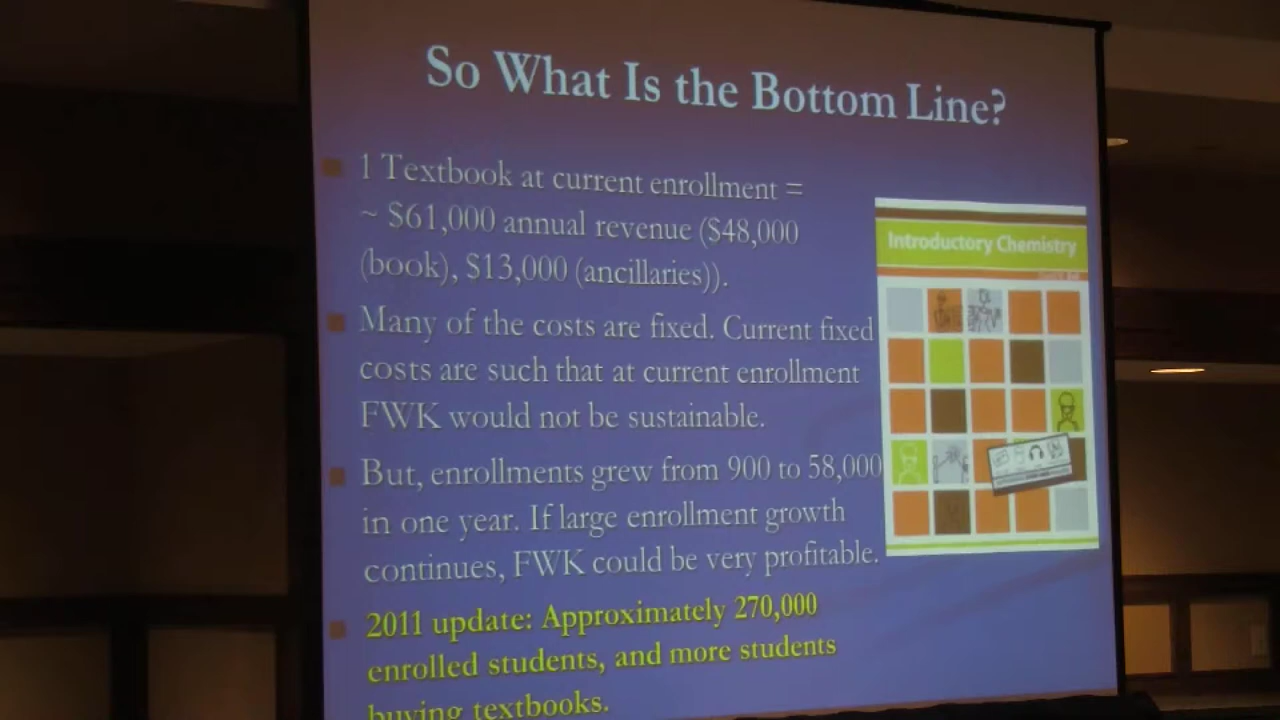 So What Is the Bottom Line?
1 Textbook at current enrollment =
~ $61,000 annual revenue ($48,000
(book), $13,000 (ancillaries)).
Many of the costs are fixed. Current fixed
costs are such that at current enrollment
FWK would not be sustainable.
But, enrollments grew from 900 to 58,000
in one year. If large enrollment growth
continues, FWK could be very profitable.
2011 update: Approximately 270,000
enrolled students, and more students
buying textbooks.
Introductory Chemistry